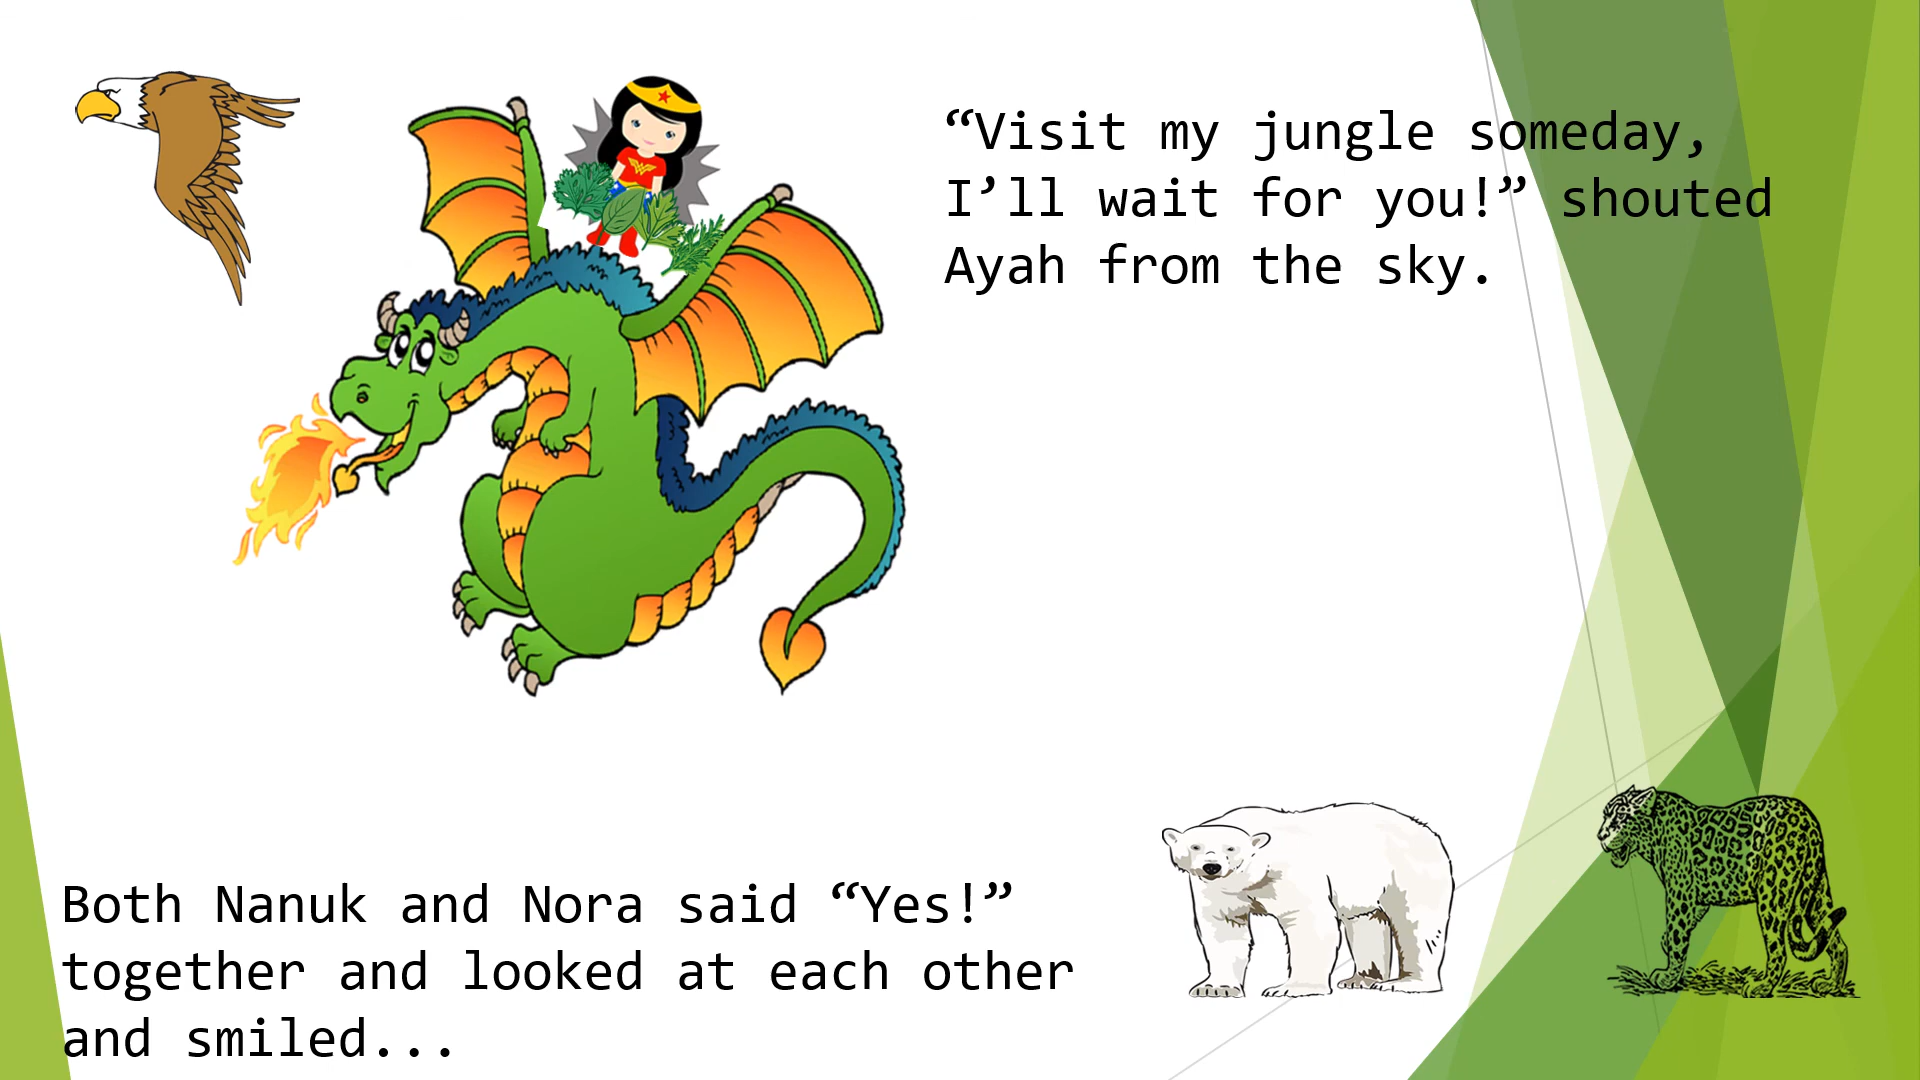 “Visit my jungle someday,
I’ll wait for you!” shouted
Ayah from the sky.
Both Nanuk and Nora said “Yes!”
together and looked at each other
and smiled...